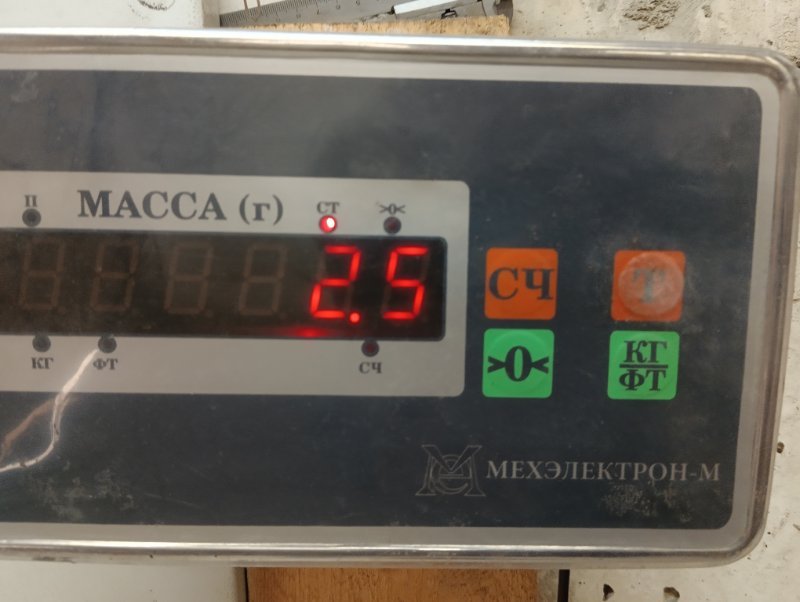 П
МАССА (г)
СТ
>0<
2.5
КГ
ФТ
СЧ
СЧ
Т
>0<
КГ
ФТ
МЕХЭЛЕКТРОН-М